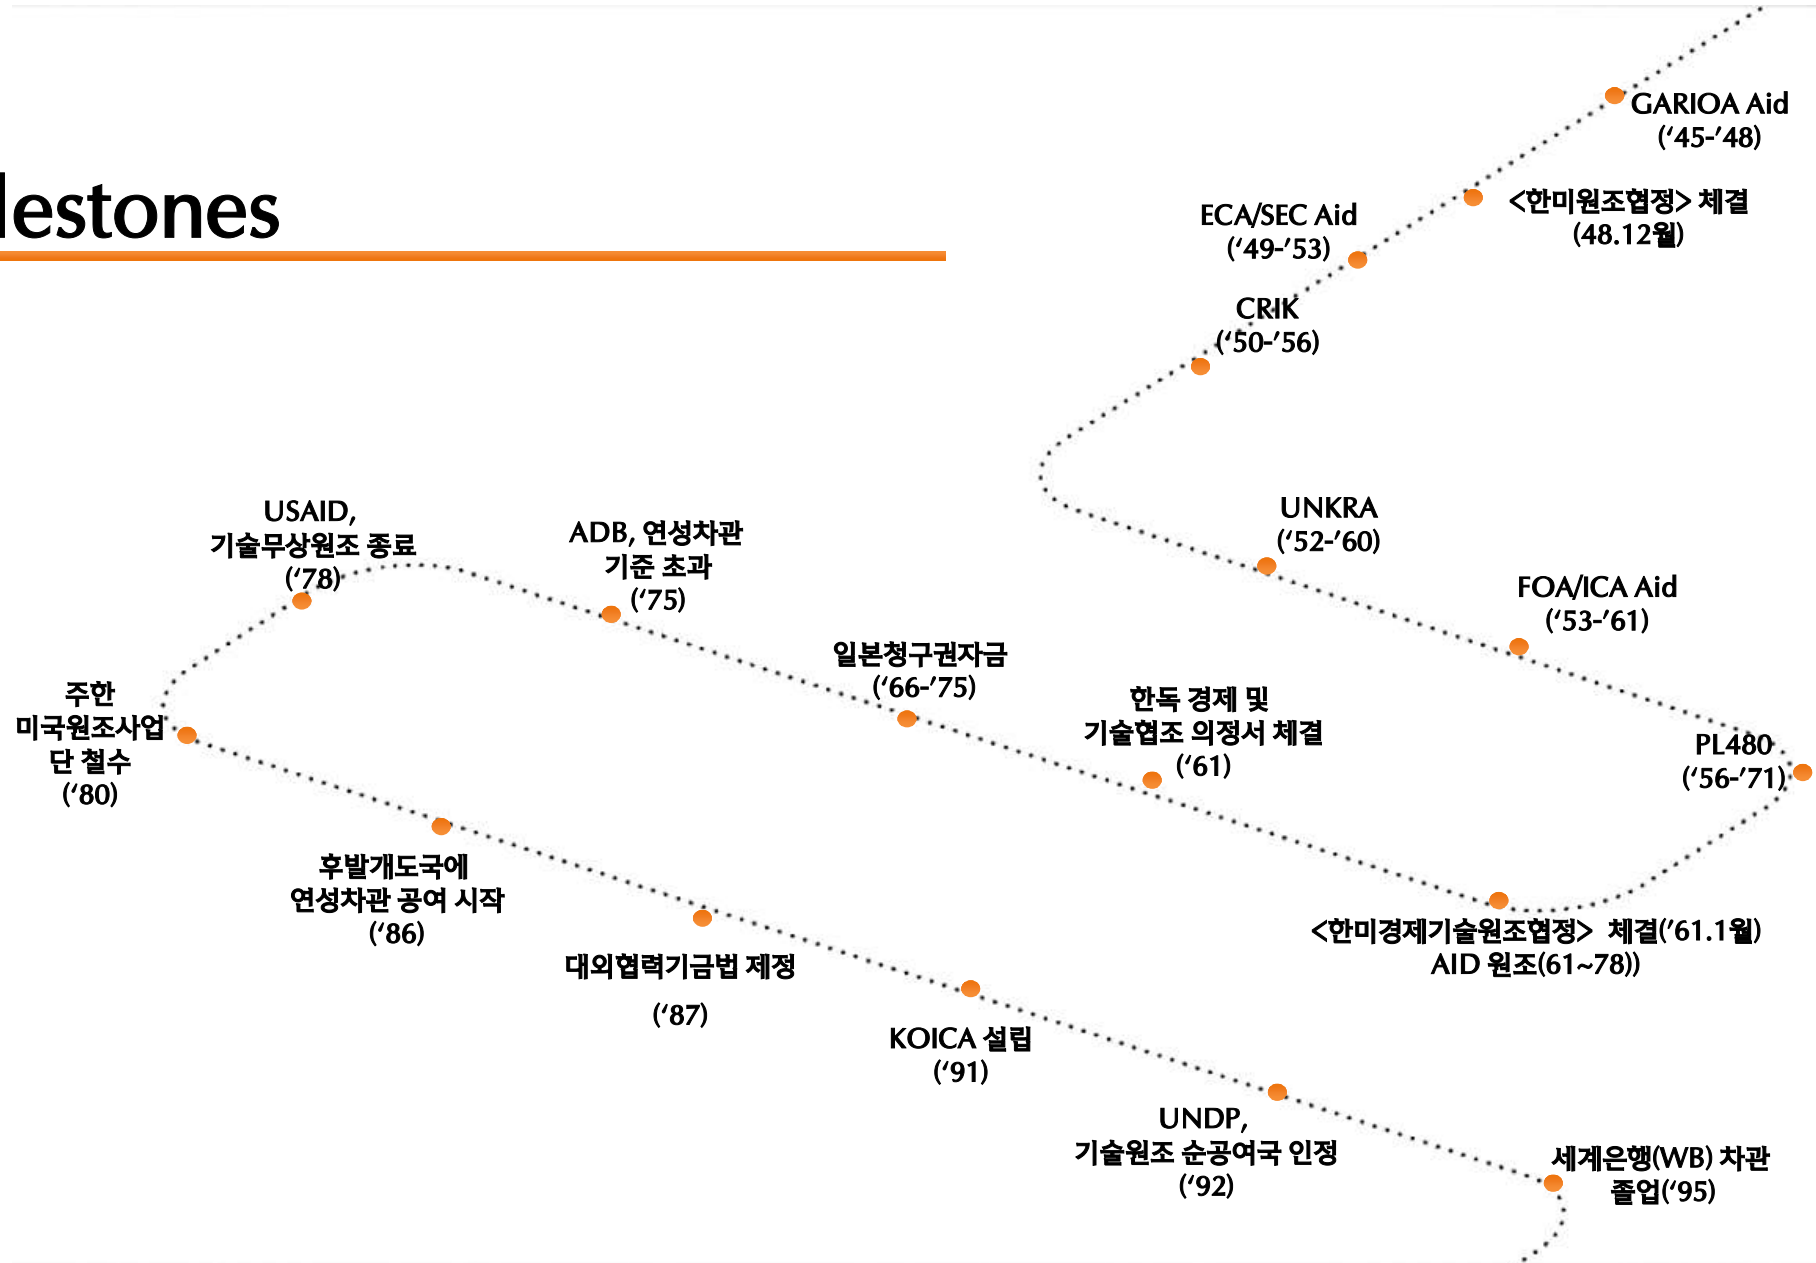 lestones
GARIOA Aid
(‘45-’48)
<한미원조협정> 체결
(48.12월)
ECA/SEC Aid
(‘49-’53)
CRIK
(‘50-’56)
UNKRA
(‘52-’60)
FOA/ICA Aid
(‘53-’61)
PL480
(‘56-’71)
<한미경제기술원조협정> 체결(’61.1월)
AID 원조(61~78))
한독 경제 및
기술협조 의정서 체결
(‘61)
일본청구권자금
(‘66-’75)
ADB, 연성차관
기준 초과
(‘75)
USAID,
기술무상원조 종료
(‘78)
주한
미국원조사업
단 철수
(‘80)
후발개도국에
연성차관 공여 시작
(‘86)
대외협력기금법 제정
(‘87)
KOICA 설립
(‘91)
UNDP,
기술원조 순공여국 인정
(‘92)
세계은행(WB) 차관
졸업(‘95)